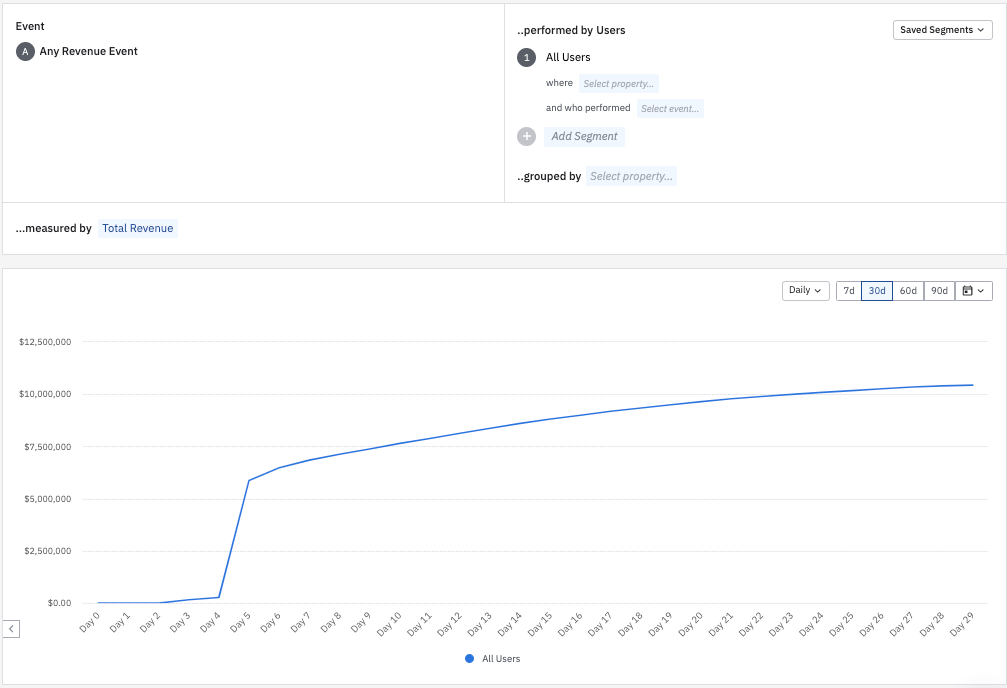 Event
A Any Revenue Event
..performed by Users
Saved Segments
1 All Users
where Select property...
and who performed Select event...
+ Add Segment
..grouped by Select property...
...measured by Total Revenue
Daily 7d 30d 60d 90d
$12,500,000
$10,000,000
$7,500,000
$5,000,000
$2,500,000
$0.00
Day 0 Day 1 Day 2 Day 3 Day 4 Day 5 Day 6 Day 7 Day 8 Day 9 Day 10 Day 11 Day 12 Day 13 Day 14 Day 15 Day 16 Day 17 Day 18 Day 19 Day 20 Day 21 Day 22 Day 23 Day 24 Day 25 Day 26 Day 27 Day 28 Day 29
All Users